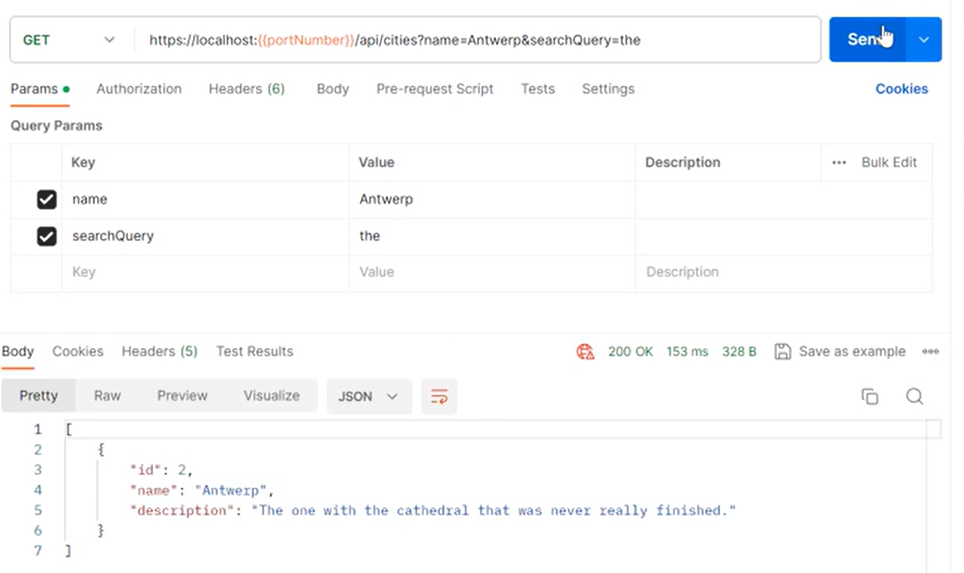 GET https://localhost:{{portNumber}}/api/cities?name=Antwerp&searchQuery=the
Params Authorization Headers (6) Body Pre-request Script Tests Settings Cookies
Query Params
Key Value Description ••• Bulk Edit
name Antwerp
searchQuery the
Key Value Description
Body Cookies Headers (5) Test Results 200 OK 153 ms 328 B Save as example
Pretty Raw Preview Visualize JSON
1 [
2 {
3 "id": 2,
4 "name": "Antwerp",
5 "description": "The one with the cathedral that was never really finished."
6 }
7 ]